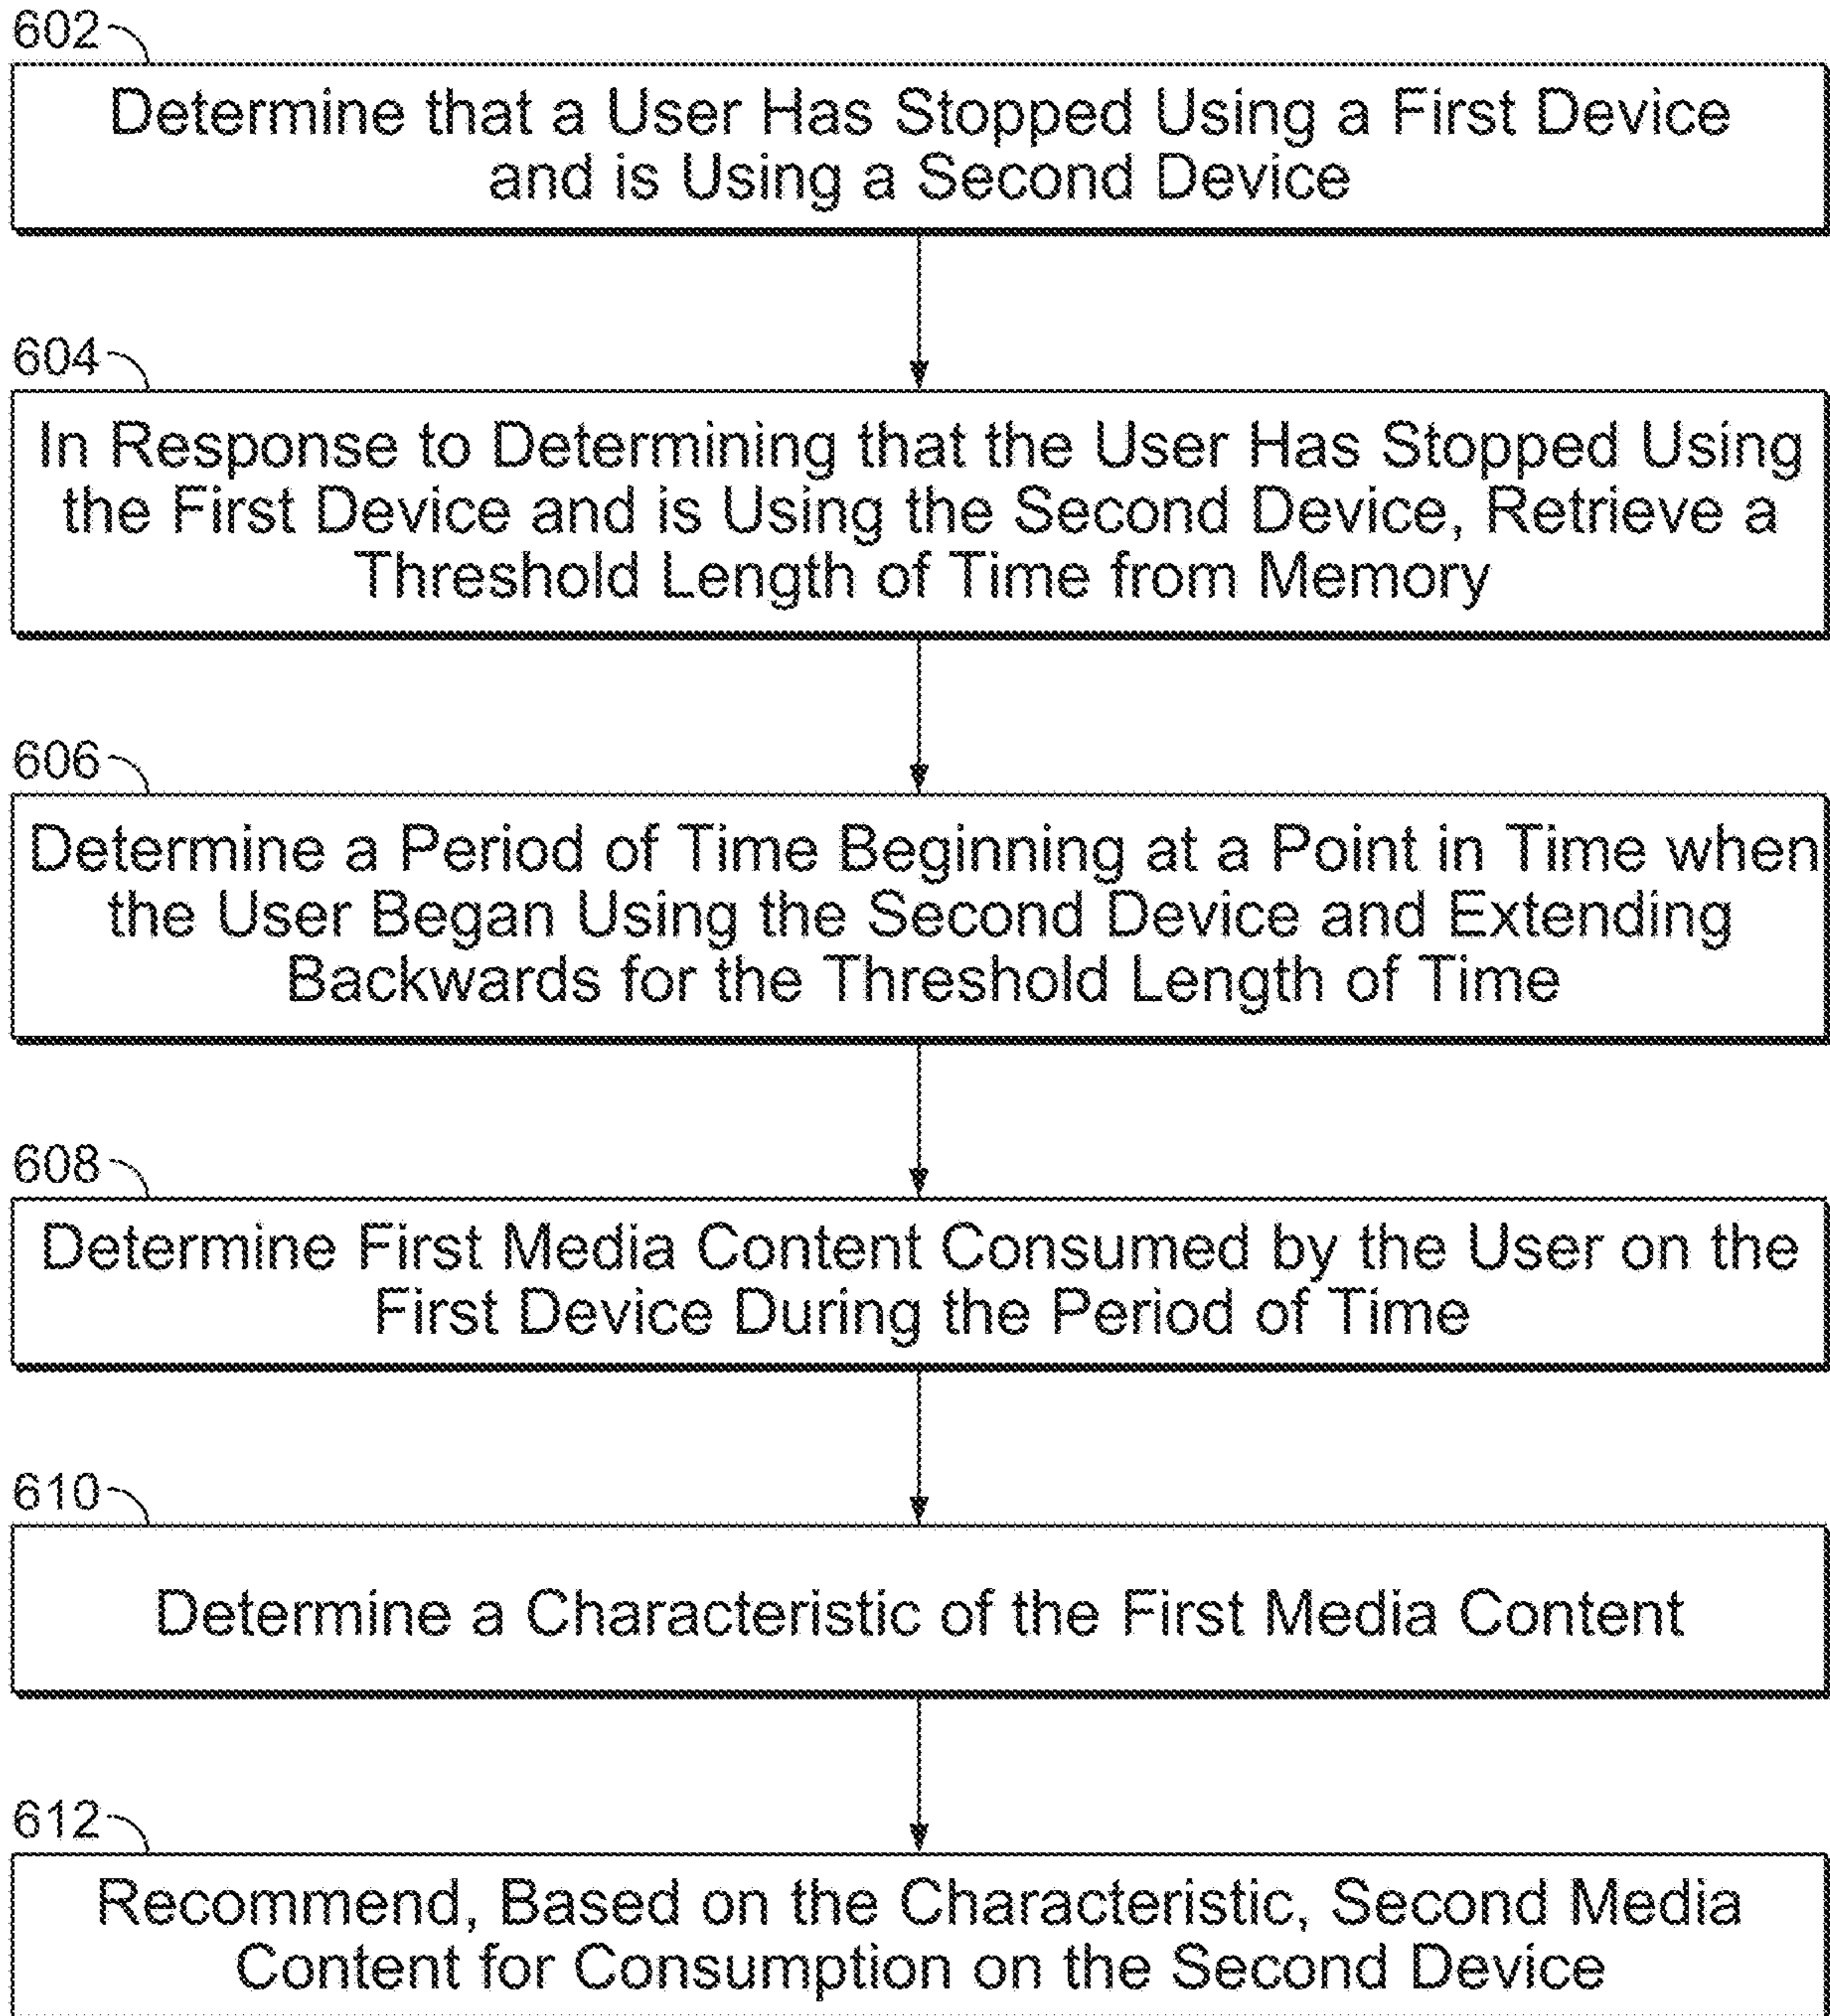 602
Determine that a User Has Stopped Using a First Device
and is Using a Second Device
604
In Response to Determining that the User Has Stopped Using
the First Device and is Using the Second Device, Retrieve a
Threshold Length of Time from Memory
606
Determine a Period of Time Beginning at a Point in Time when
the User Began Using the Second Device and Extending
Backwards for the Threshold Length of Time
608
Determine First Media Content Consumed by the User on the
First Device During the Period of Time
610
Determine a Characteristic of the First Media Content
612
Recommend, Based on the Characteristic, Second Media
Content for Consumption on the Second Device